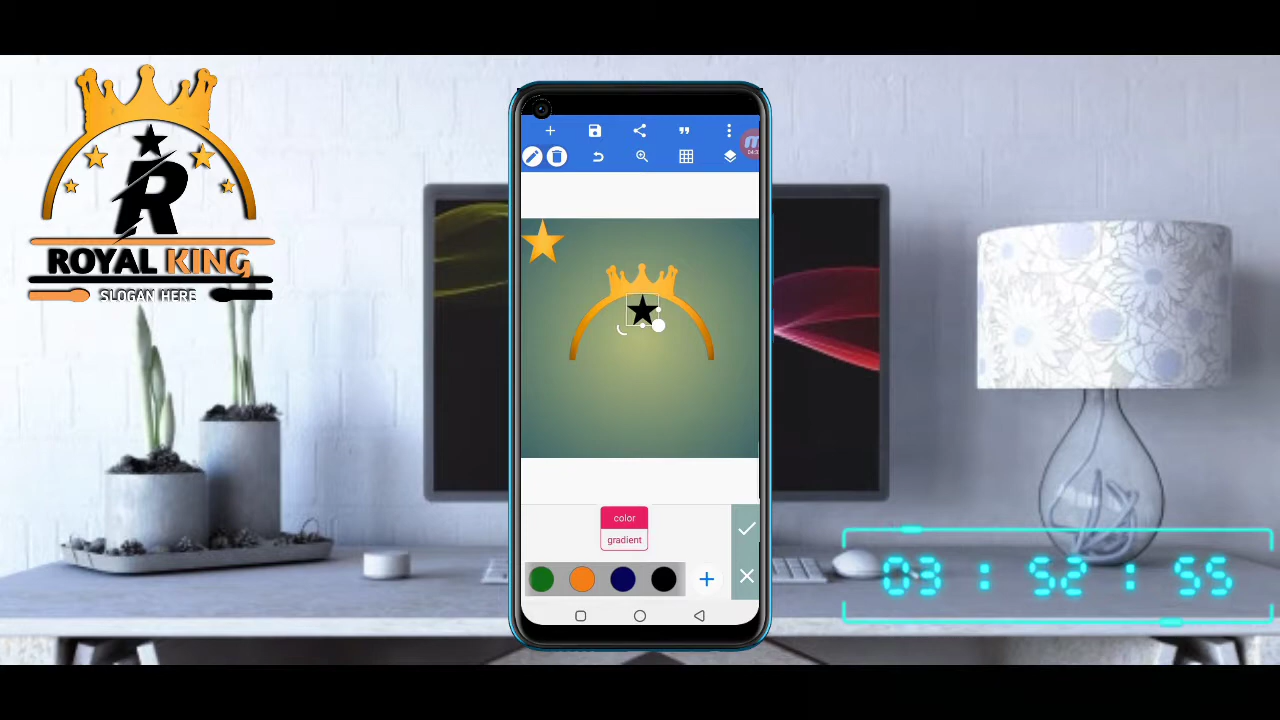 R
ROYAL KING
SLOGAN HERE
color
gradient
03 : 52 : 55